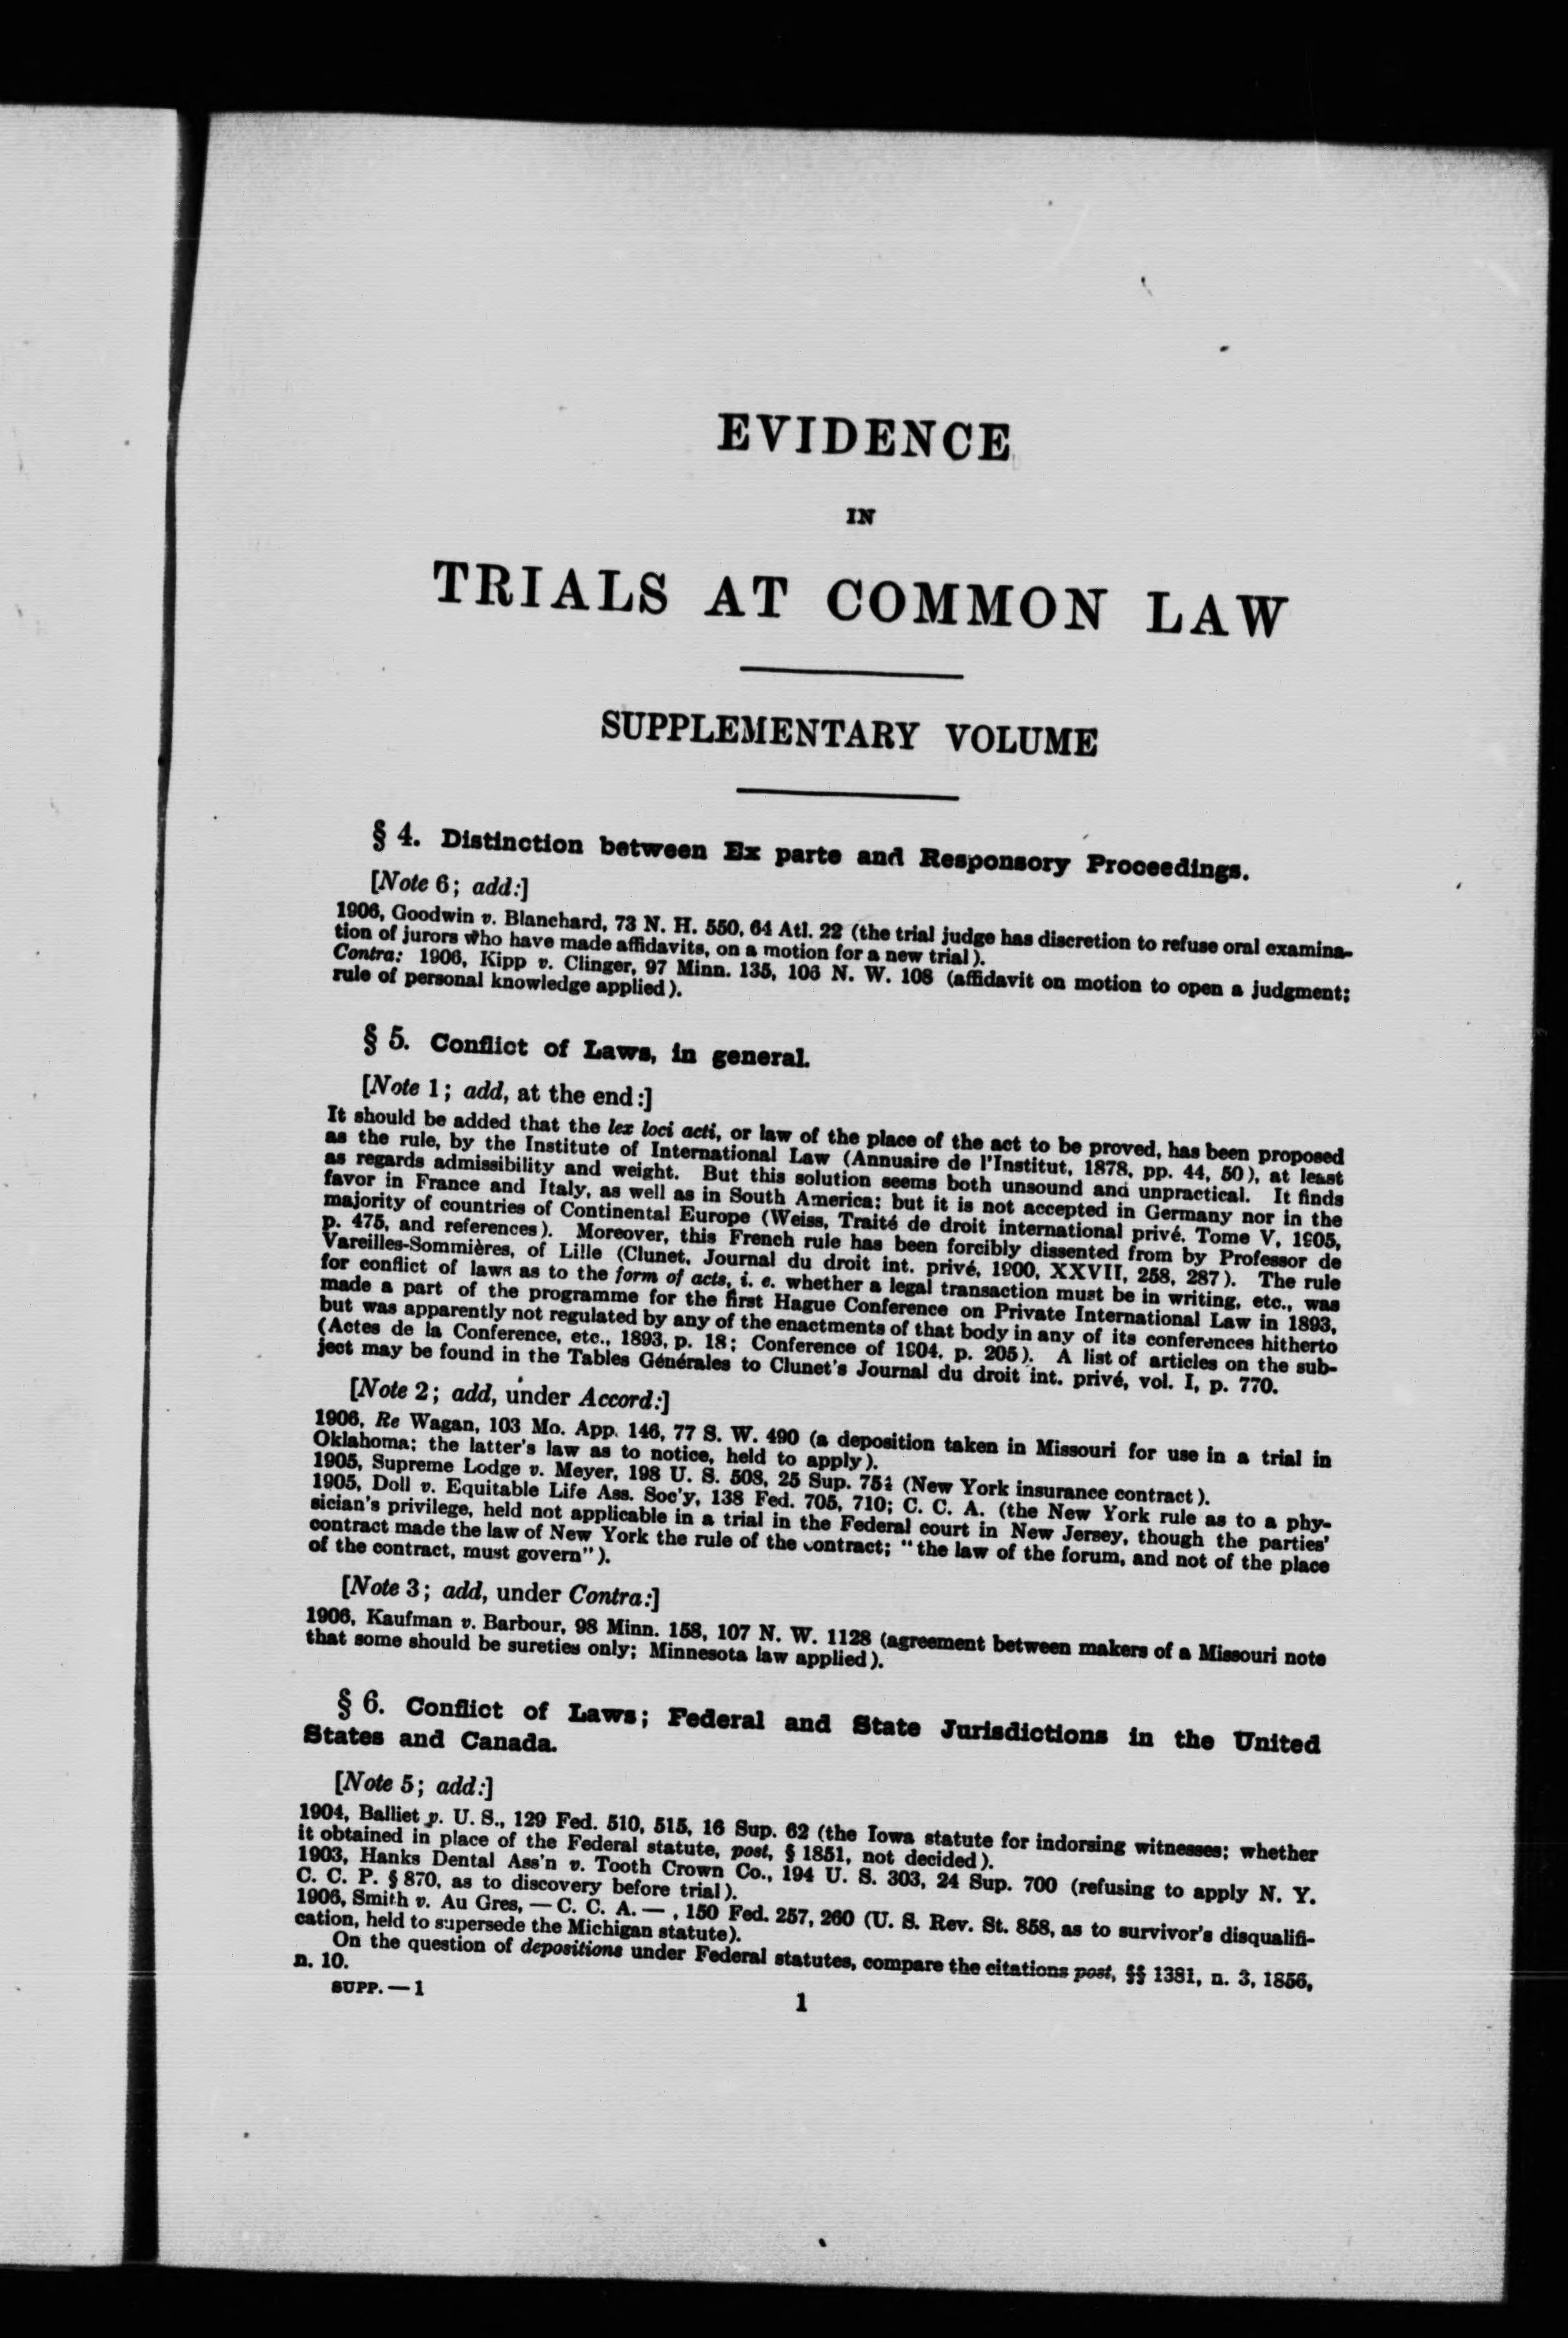 EVIDENCE
IN
TRIALS AT COMMON LAW
SUPPLEMENTARY VOLUME
§ 4. Distinction between Ex parte and Responsory Proceedings.
[Note 6; add:]
1906, Goodwin v. Blanchard, 73 N. H. 550, 64 Atl. 22 (the trial judge has discretion to refuse oral examina-
tion of jurors who have made affidavits, on a motion for a new trial).
Contra: 1906, Kipp v. Clinger, 97 Minn. 135, 106 N. W. 108 (affidavit on motion to open a judgment;
rule of personal knowledge applied).
§ 5. Conflict of Laws, in general.
[Note 1; add, at the end:]
It should be added that the lex loci acti, or law of the place of the act to be proved, has been proposed
as the rule, by the Institute of International Law (Annuaire de l'Institut, 1878, pp. 44, 50), at least
as regards admissibility and weight. But this solution seems both unsound and unpractical. It finds
favor in France and Italy, as well as in South America; but it is not accepted in Germany nor in the
majority of countries of Continental Europe (Weiss, Traité de droit international privé, Tome V, 1905,
p. 475, and references). Moreover, this French rule has been forcibly dissented from by Professor de
Vareilles-Sommières, of Lille (Clunet, Journal du droit int. privé, 1900, XXVII, 258, 287). The rule
for conflict of laws as to the form of acts, i. e. whether a legal transaction must be in writing, etc., was
made a part of the programme for the first Hague Conference on Private International Law in 1893,
but was apparently not regulated by any of the enactments of that body in any of its conferences hitherto
(Actes de la Conference, etc., 1893, p. 18; Conference of 1904, p. 205). A list of articles on the sub-
ject may be found in the Tables Générales to Clunet's Journal du droit int. privé, vol. I, p. 770.
[Note 2; add, under Accord:]
1906, Re Wagan, 103 Mo. App. 146, 77 S. W. 490 (a deposition taken in Missouri for use in a trial in
Oklahoma; the latter's law as to notice, held to apply).
1905, Supreme Lodge v. Meyer, 198 U. S. 508, 25 Sup. (New York insurance contract).
1905, Doll v. Equitable Life Ass. Soc'y, 138 Fed. 705, 710; C. C. A. (the New York rule as to a phy-
sician's privilege, held not applicable in a trial in the Federal court in New Jersey, though the parties'
contract made the law of New York the rule of the contract; "the law of the forum, and not of the place
of the contract, must govern").
[Note 3; add, under Contra:]
1906, Kaufman v. Barbour, 98 Minn. 158, 107 N. W. 1128 (agreement between makers of a Missouri note
that some should be sureties only; Minnesota law applied).
§ 6. Conflict of Laws; Federal and State Jurisdictions in the United
States and Canada.
[Note 5; add:]
1904, Balliet v. U. S., 129 Fed. 510, 515, 16 Sup. 62 (the Iowa statute for indorsing witnesses; whether
it obtained in place of the Federal statute, post, § 1851, not decided).
1903, Hanks Dental Ass'n v. Tooth Crown Co., 194 U. S. 303, 24 Sup. 700 (refusing to apply N. Y.
C. C. P. § 870, as to discovery before trial).
1906, Smith v. Au Gres, — C. C. A. — , 150 Fed. 257, 260 (U. S. Rev. St. 858, as to survivor's disqualifi-
cation, held to supersede the Michigan statute).
On the question of depositions under Federal statutes, compare the citations post, §§ 1381, n. 3, 1856,
n. 10.
SUPP. — 1
1